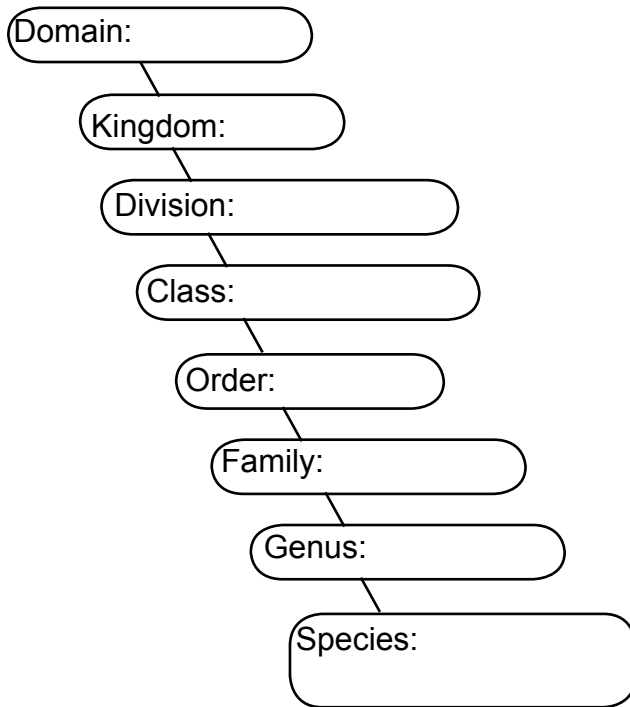 Domain:
Kingdom:
Division:
Class:
Order:
Family:
Genus:
Species: